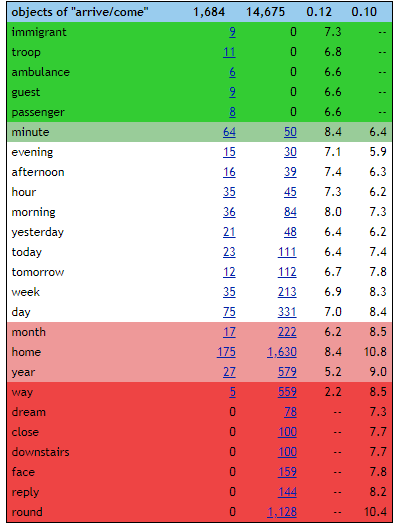 objects of "arrive/come" 1,684 14,675 0.12 0.10
immigrant 9 0 7.3 --
troop 11 0 6.8 --
ambulance 6 0 6.6 --
guest 9 0 6.6 --
passenger 8 0 6.6 --
minute 64 50 8.4 6.4
evening 15 30 7.1 5.9
afternoon 16 39 7.4 6.3
hour 35 45 7.3 6.2
morning 36 84 8.0 7.3
yesterday 21 48 6.4 6.2
today 23 111 6.4 7.4
tomorrow 12 112 6.7 7.8
week 35 213 6.9 8.3
day 75 331 7.0 8.4
month 17 222 6.2 8.5
home 175 1,630 8.4 10.8
year 27 579 5.2 9.0
way 5 559 2.2 8.5
dream 0 78 -- 7.3
close 0 100 -- 7.7
downstairs 0 100 -- 7.7
face 0 159 -- 7.8
reply 0 144 -- 8.2
round 0 1,128 -- 10.4